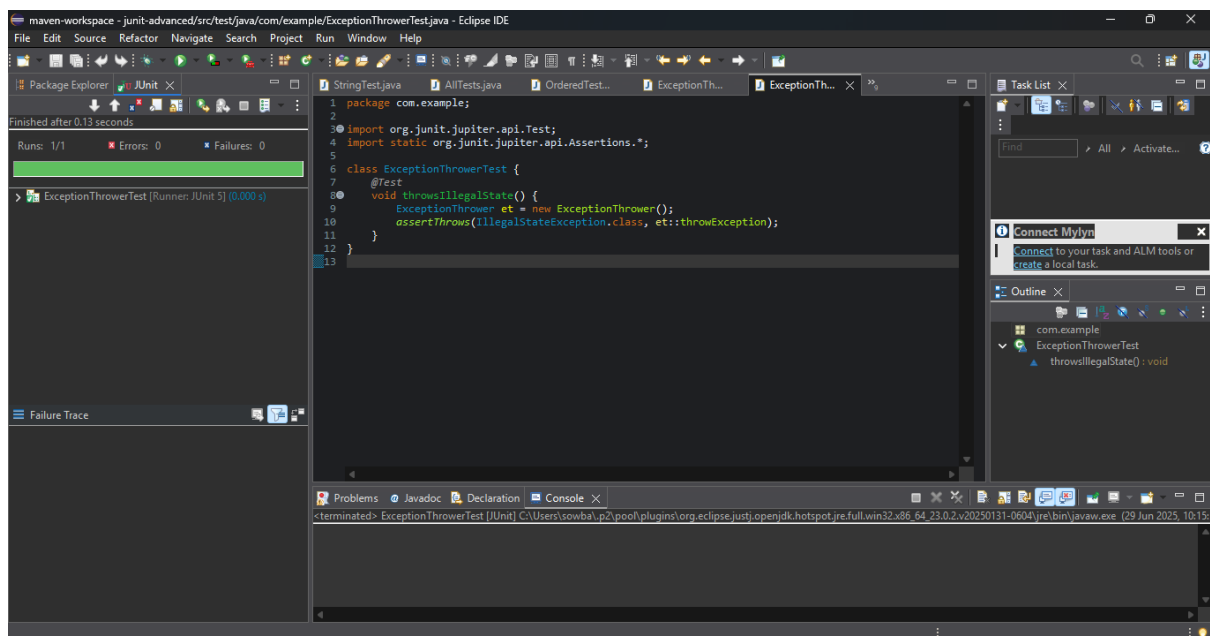 maven-workspace - junit-advanced/src/test/java/com/example/ExceptionThrowerTest.java - Eclipse IDE
File Edit Source Refactor Navigate Search Project Run Window Help
Package Explorer JUnit
Finished after 0.13 seconds
Runs: 1/1 Errors: 0 Failures: 0
ExceptionThrowerTest [Runner: JUnit 5] (0.000 s)
Failure Trace
StringTest.java AllTests.java OrderedTest... ExceptionTh... ExceptionTh... »9
1 package com.example;
2
3 import org.junit.jupiter.api.Test;
4 import static org.junit.jupiter.api.Assertions.*;
5
6 class ExceptionThrowerTest {
7 @Test
8 void throwsIllegalState() {
9 ExceptionThrower et = new ExceptionThrower();
10 assertThrows(IllegalStateException.class, et::throwException);
11 }
12 }
13
Problems Javadoc Declaration Console
<terminated> ExceptionThrowerTest [JUnit] C:\Users\sowba\.p2\pool\plugins\org.eclipse.justj.openjdk.hotspot.jre.full.win32.x86_64_23.0.2.v20250131-0604\jre\bin\javaw.exe (29 Jun 2025, 10:15:
Task List
Find All Activate...
Connect Mylyn
Connect to your task and ALM tools or
create a local task.
Outline
com.example
ExceptionThrowerTest
throwsIllegalState() : void